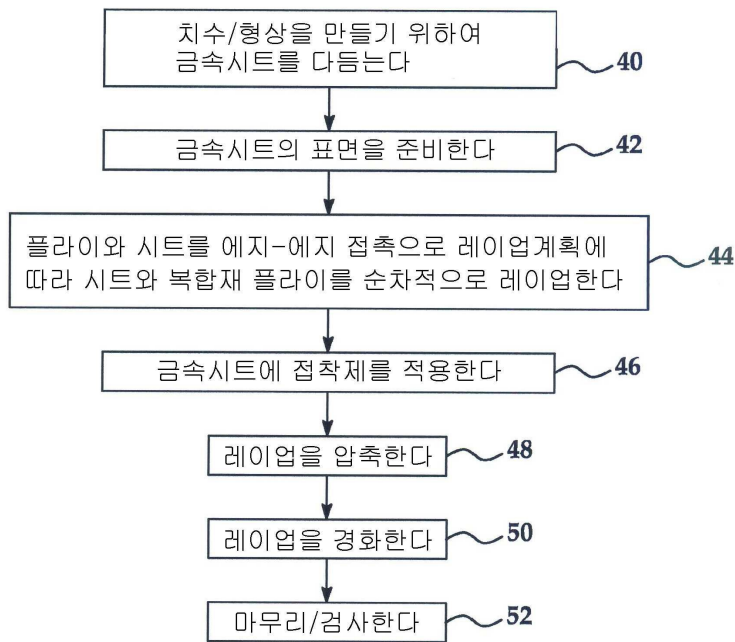 치수/형상을 만들기 위하여
금속시트를 다듬는다
40
금속시트의 표면을 준비한다
42
플라이와 시트를 에지-에지 접촉으로 레이업계획에
따라 시트와 복합재 플라이를 순차적으로 레이업한다
44
금속시트에 접착제를 적용한다
46
레이업을 압축한다
48
레이업을 경화한다
50
마무리/검사한다
52